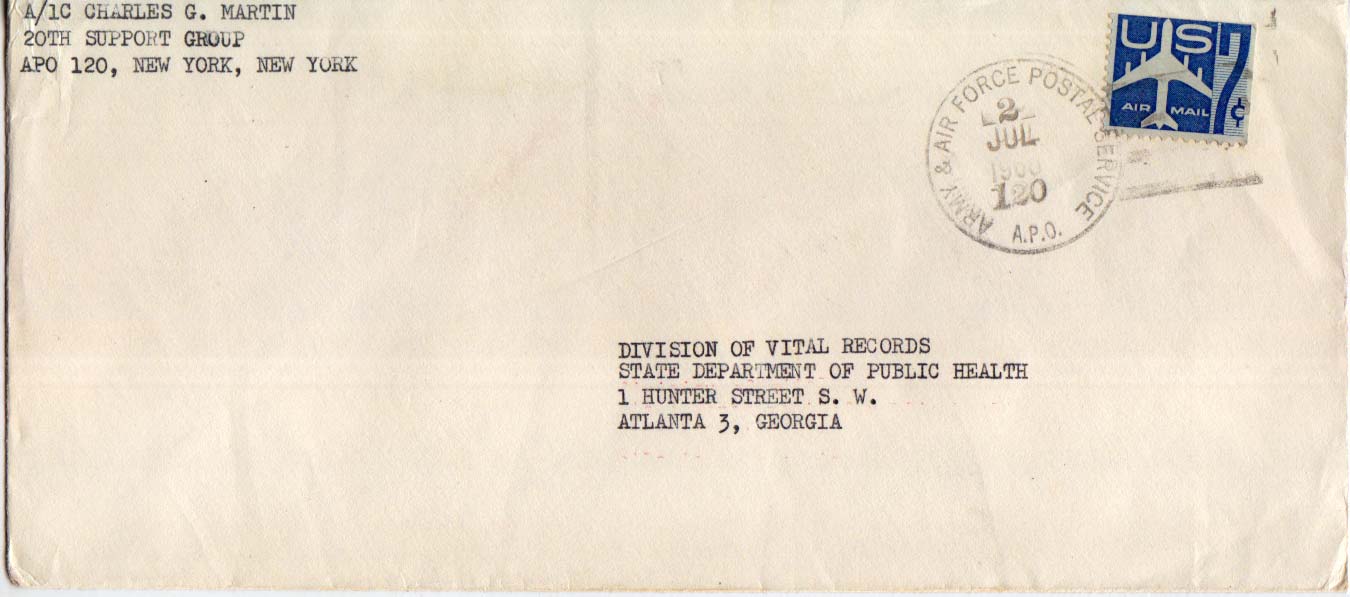 A/1C CHARLES G. MARTIN
20TH SUPPORT GROUP
APO 120, NEW YORK, NEW YORK
US
AIR MAIL
7¢
ARMY & AIR FORCE POSTAL SERVICE
2
JUL
120
A.P.O.
DIVISION OF VITAL RECORDS
STATE DEPARTMENT OF PUBLIC HEALTH
1 HUNTER STREET S. W.
ATLANTA 3, GEORGIA